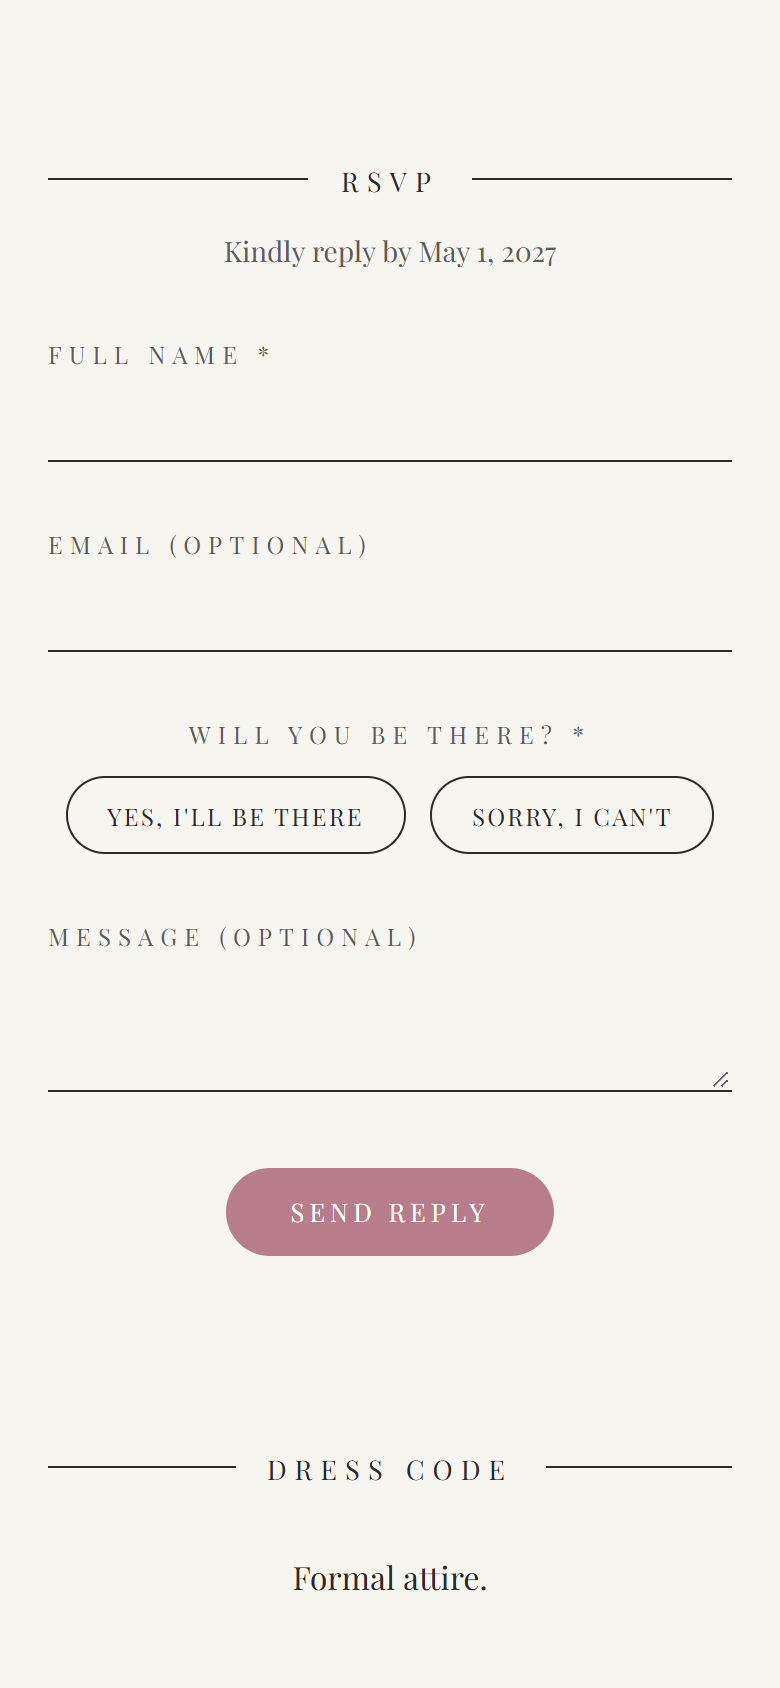 RSVP
Kindly reply by May 1, 2027
FULL NAME *
EMAIL (OPTIONAL)
WILL YOU BE THERE? *
YES, I'LL BE THERE
SORRY, I CAN'T
MESSAGE (OPTIONAL)
SEND REPLY
DRESS CODE
Formal attire.